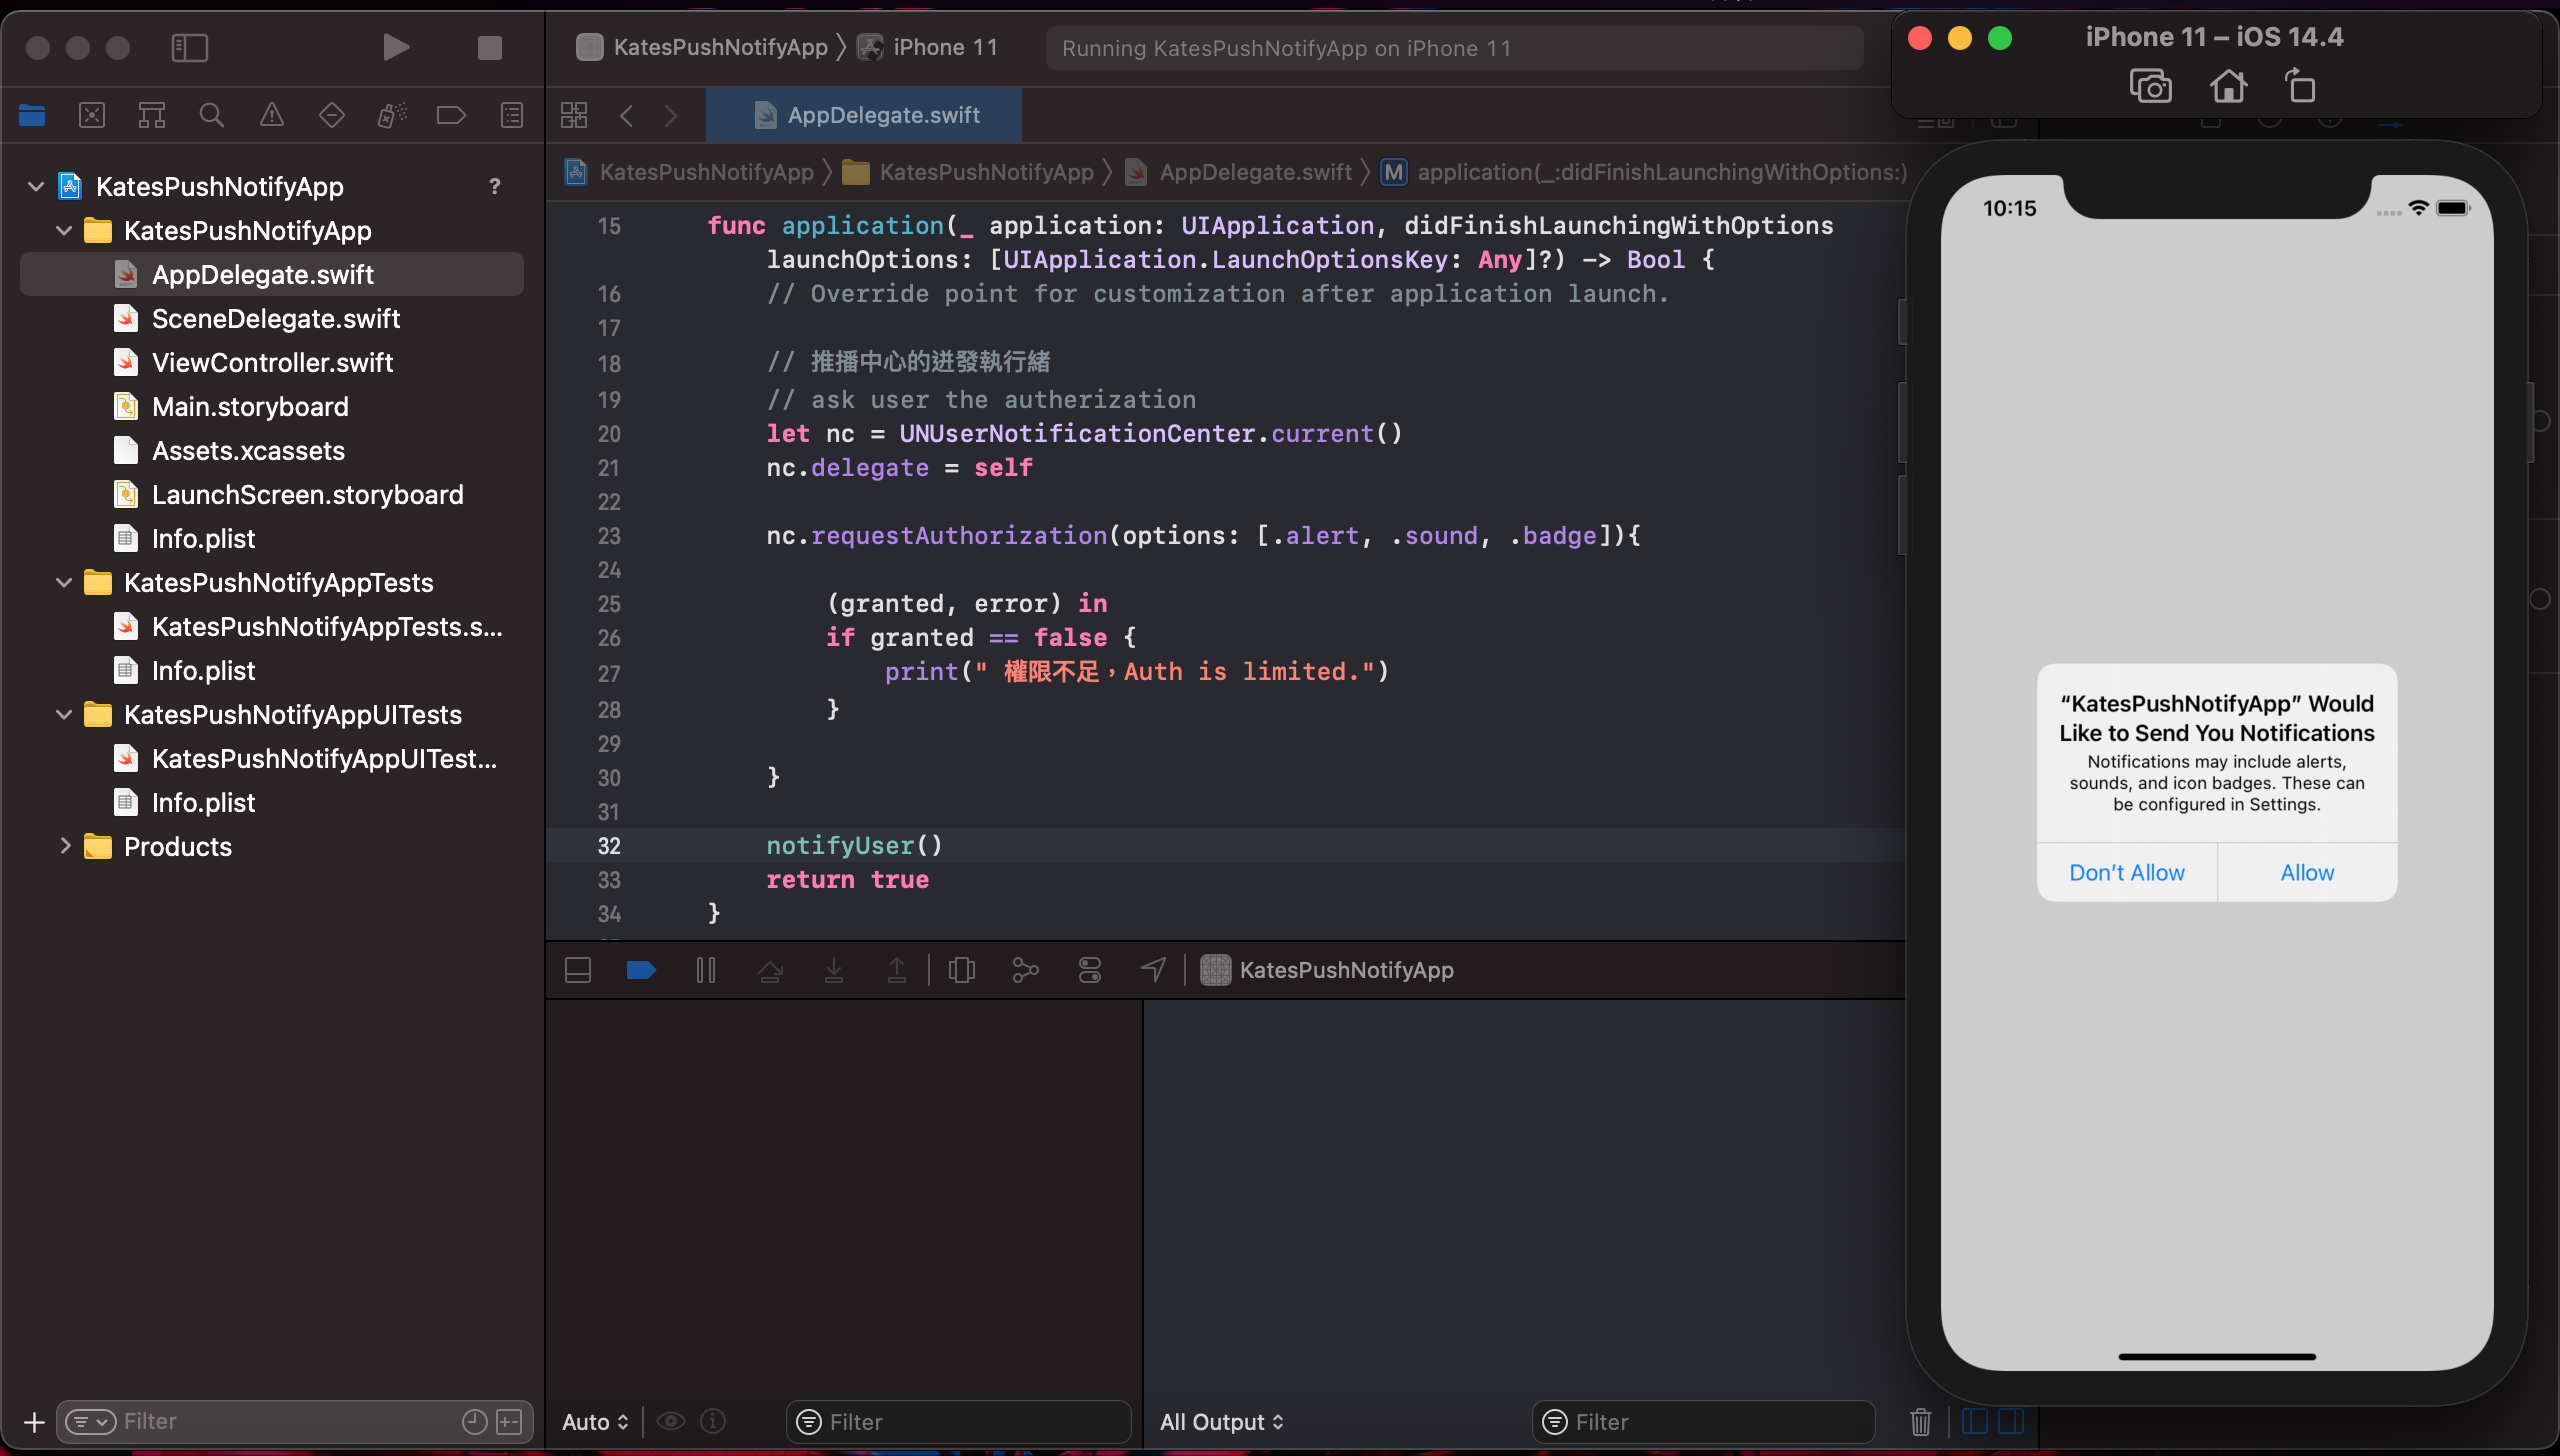 KatesPushNotifyApp
iPhone 11
Running KatesPushNotifyApp on iPhone 11
iPhone 11 – iOS 14.4
AppDelegate.swift
KatesPushNotifyApp
KatesPushNotifyApp
AppDelegate.swift
M
application(_:didFinishLaunchingWithOptions:)
KatesPushNotifyApp
?
KatesPushNotifyApp
AppDelegate.swift
SceneDelegate.swift
ViewController.swift
Main.storyboard
Assets.xcassets
LaunchScreen.storyboard
Info.plist
KatesPushNotifyAppTests
KatesPushNotifyAppTests.s...
Info.plist
KatesPushNotifyAppUITests
KatesPushNotifyAppUITest...
Info.plist
Products
Filter
15 func application(_ application: UIApplication, didFinishLaunchingWithOptions
launchOptions: [UIApplication.LaunchOptionsKey: Any]?) -> Bool {
16 // Override point for customization after application launch.
17
18 // 推播中心的迸發執行緒
19 // ask user the autherization
20 let nc = UNUserNotificationCenter.current()
21 nc.delegate = self
22
23 nc.requestAuthorization(options: [.alert, .sound, .badge]){
24
25 (granted, error) in
26 if granted == false {
27 print(" 權限不足，Auth is limited.")
28 }
29
30 }
31
32 notifyUser()
33 return true
34 }
KatesPushNotifyApp
Auto
Filter
All Output
Filter
10:15
“KatesPushNotifyApp” Would
Like to Send You Notifications
Notifications may include alerts,
sounds, and icon badges. These can
be configured in Settings.
Don’t Allow
Allow